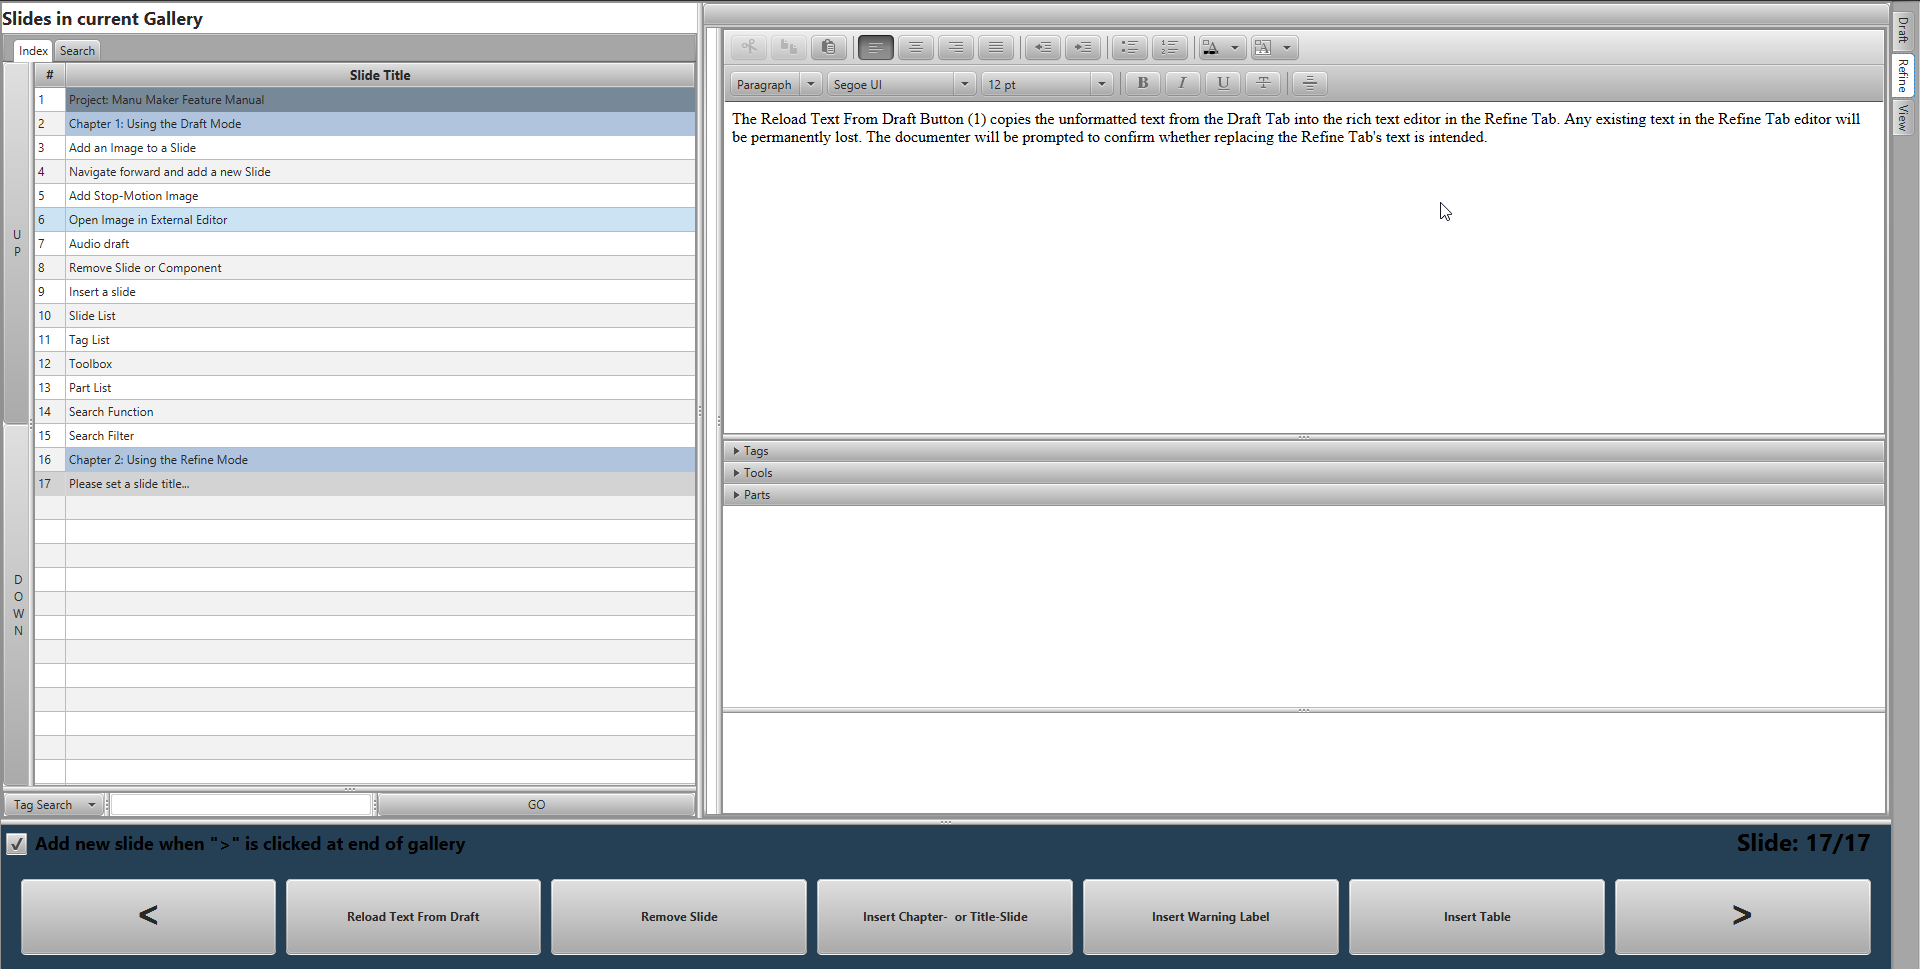 Slides in current Gallery
Index
Search
# Slide Title
1 Project: Manu Maker Feature Manual
2 Chapter 1: Using the Draft Mode
3 Add an Image to a Slide
4 Navigate forward and add a new Slide
5 Add Stop-Motion Image
6 Open Image in External Editor
7 Audio draft
8 Remove Slide or Component
9 Insert a slide
10 Slide List
11 Tag List
12 Toolbox
13 Part List
14 Search Function
15 Search Filter
16 Chapter 2: Using the Refine Mode
17 Please set a slide title...
UP
DOWN
Tag Search
GO
Paragraph
Segoe UI
12 pt
B
I
U
T
The Reload Text From Draft Button (1) copies the unformatted text from the Draft Tab into the rich text editor in the Refine Tab. Any existing text in the Refine Tab editor will
be permanently lost. The documenter will be prompted to confirm whether replacing the Refine Tab's text is intended.
Tags
Tools
Parts
Draft
Refine
View
Add new slide when ">" is clicked at end of gallery
Slide: 17/17
<
Reload Text From Draft
Remove Slide
Insert Chapter- or Title-Slide
Insert Warning Label
Insert Table
>